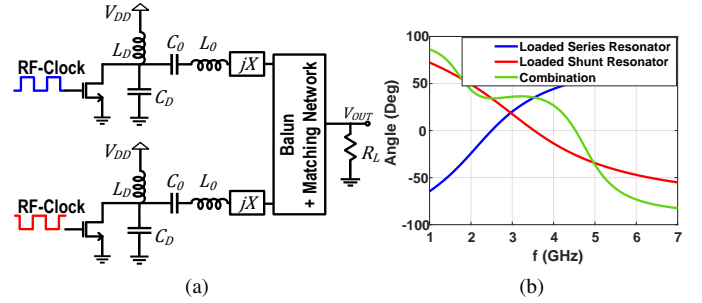 V_DD
L_D
C_0
L_0
jX
RF-Clock
C_D
V_DD
L_D
C_0
L_0
jX
RF-Clock
C_D
Balun
+ Matching Network
V_OUT
R_L
(a)
Loaded Series Resonator
Loaded Shunt Resonator
Combination
Angle (Deg)
100
50
0
-50
-100
1
2
3
4
5
6
7
f (GHz)
(b)